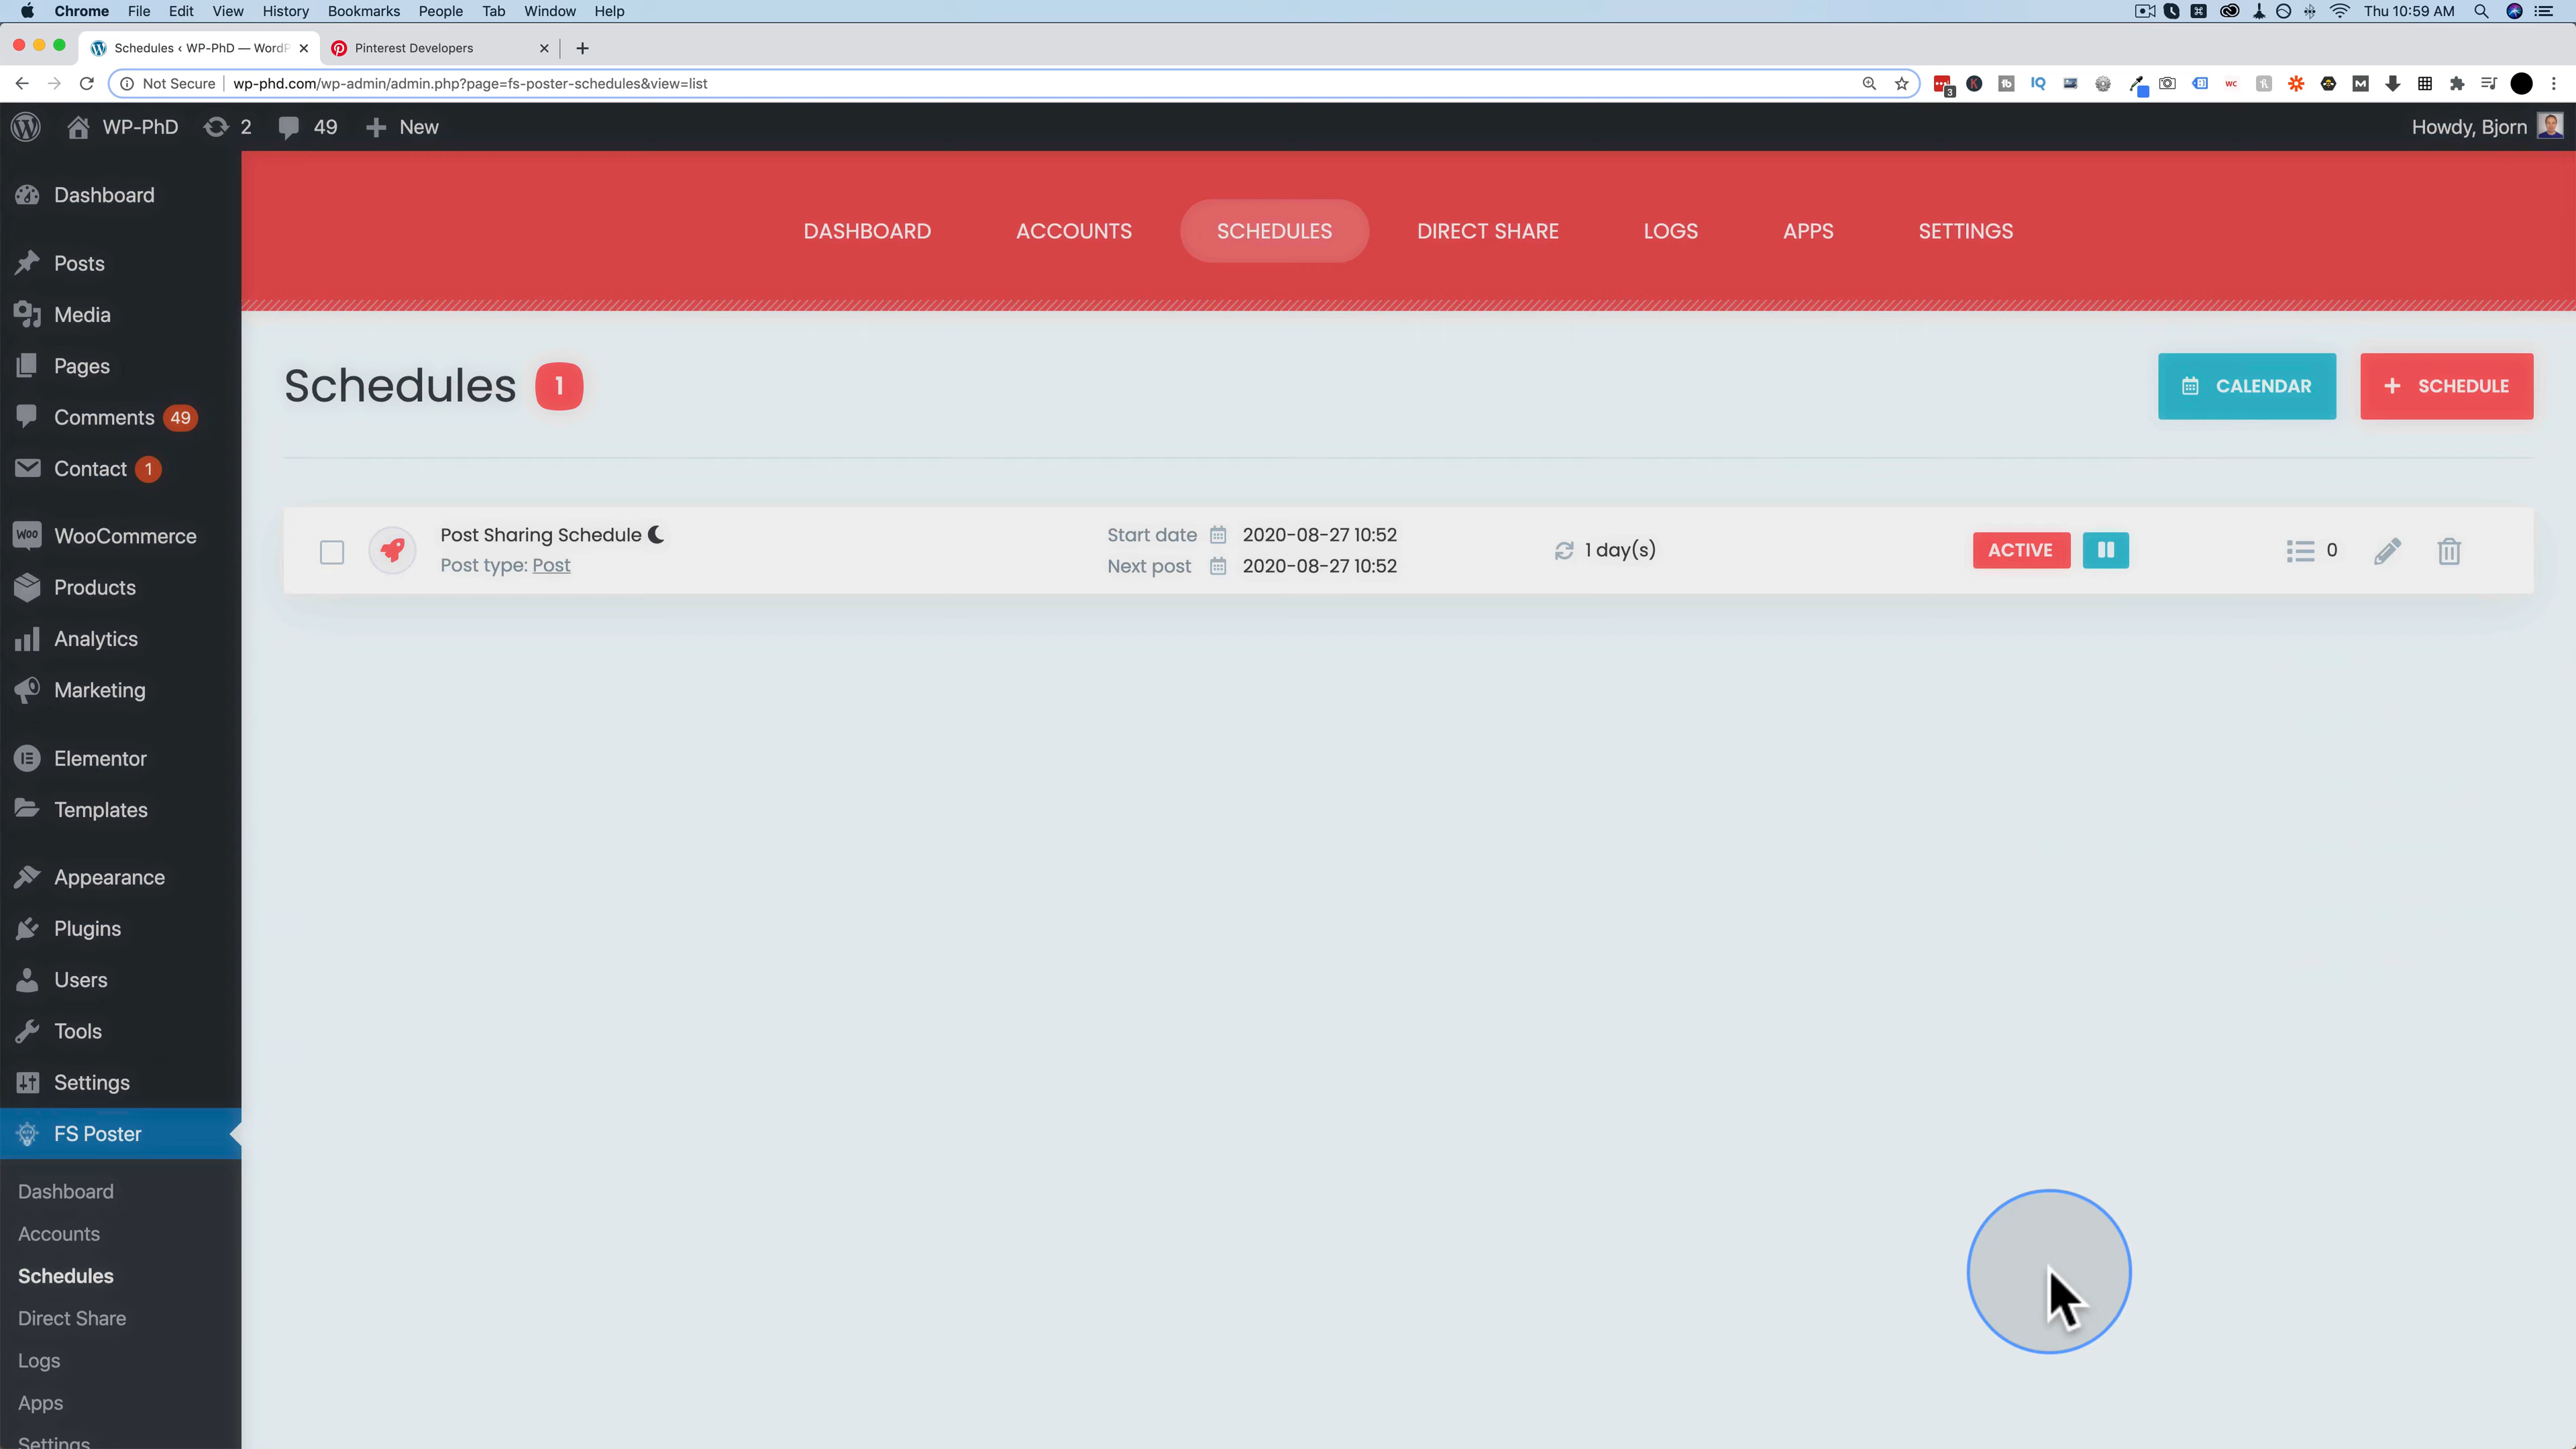 Chrome File Edit View History Bookmarks People Tab Window Help Thu 10:59 AM
Schedules ‹ WP-PhD — WordP Pinterest Developers
Not Secure wp-phd.com/wp-admin/admin.php?page=fs-poster-schedules&view=list
WP-PhD 2 49 New Howdy, Bjorn
Dashboard
Posts
Media
Pages
Comments 49
Contact 1
WooCommerce
Products
Analytics
Marketing
Elementor
Templates
Appearance
Plugins
Users
Tools
Settings
FS Poster
Dashboard
Accounts
Schedules
Direct Share
Logs
Apps
Settings
DASHBOARD ACCOUNTS SCHEDULES DIRECT SHARE LOGS APPS SETTINGS
Schedules 1 CALENDAR SCHEDULE
Post Sharing Schedule Start date 2020-08-27 10:52 1 day(s) ACTIVE 0
Post type: Post Next post 2020-08-27 10:52